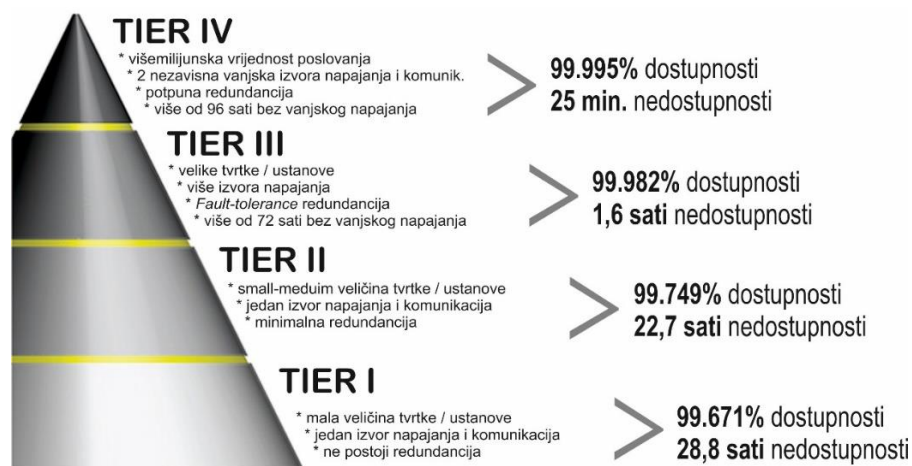 TIER IV
* višemilijunska vrijednost poslovanja
* 2 nezavisna vanjska izvora napajanja i komunik.
* potpuna redundancija
* više od 96 sati bez vanjskog napajanja
99.995% dostupnosti
25 min. nedostupnosti
TIER III
* velike tvrtke / ustanove
* više izvora napajanja
* Fault-tolerance redundancija
* više od 72 sati bez vanjskog napajanja
99.982% dostupnosti
1,6 sati nedostupnosti
TIER II
* small-meduim veličina tvrtke / ustanove
* jedan izvor napajanja i komunikacija
* minimalna redundancija
99.749% dostupnosti
22,7 sati nedostupnosti
TIER I
* mala veličina tvrtke / ustanove
* jedan izvor napajanja i komunikacija
* ne postoji redundancija
99.671% dostupnosti
28,8 sati nedostupnosti